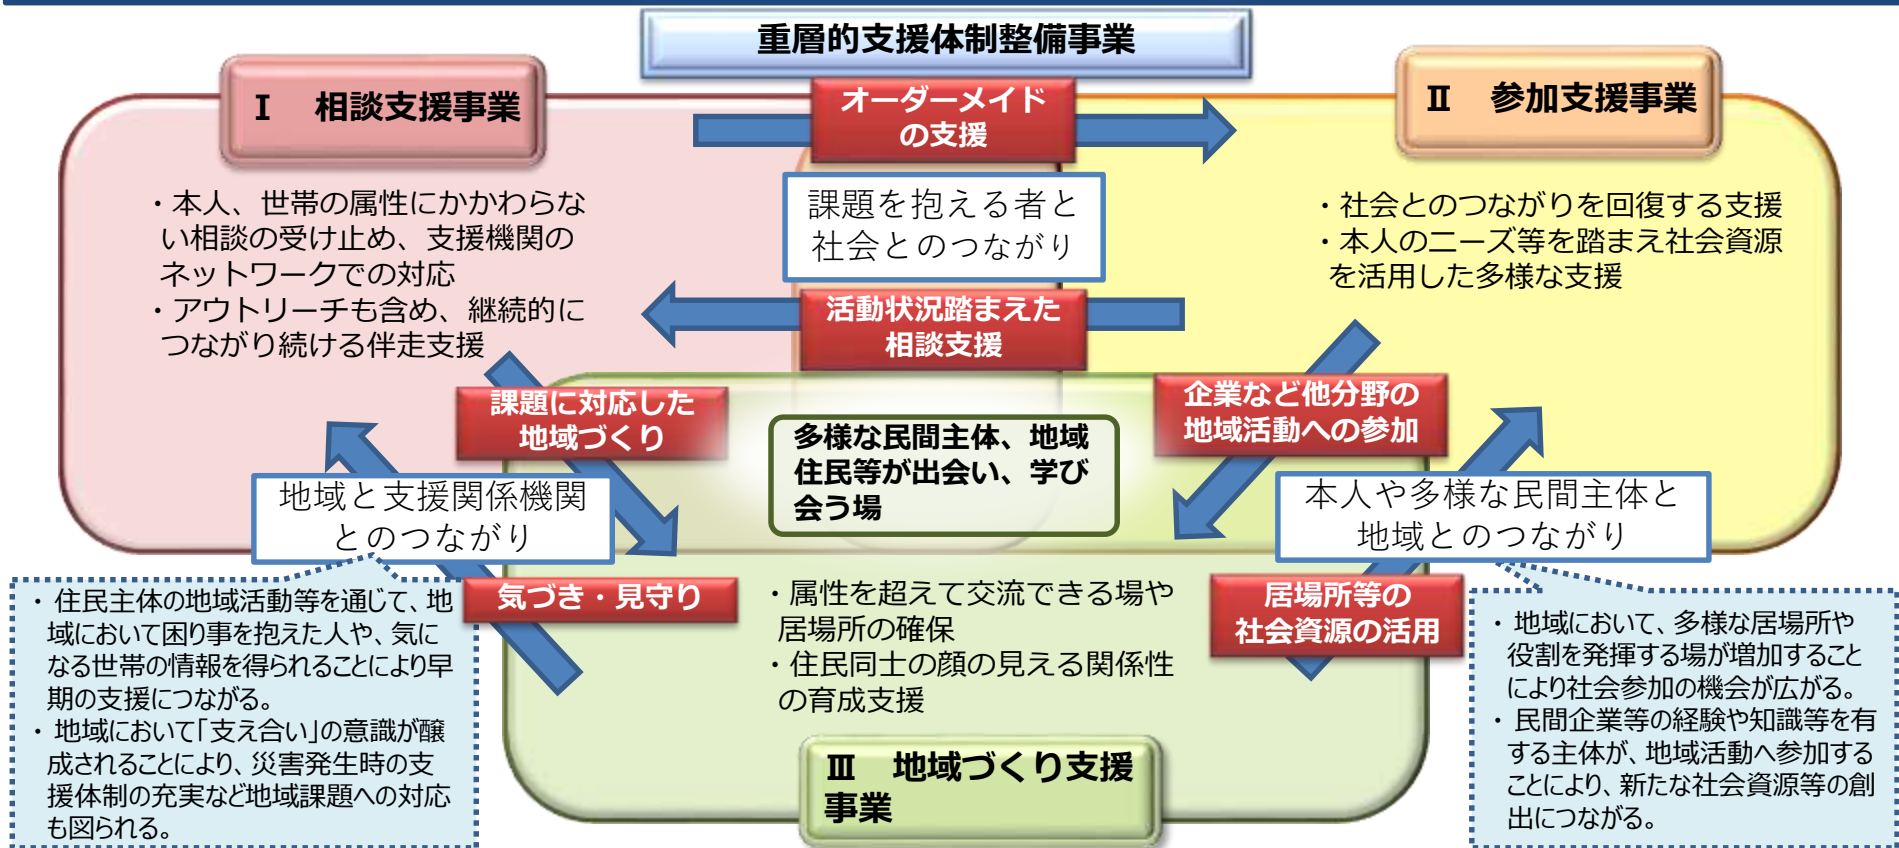 重層的支援体制整備事業
Ⅰ　相談支援事業
オーダーメイド
の支援
Ⅱ　参加支援事業
・本人、世帯の属性にかかわらな
い相談の受け止め、支援機関の
ネットワークでの対応
・アウトリーチも含め、継続的に
つながり続ける伴走支援
課題を抱える者と
社会とのつながり
・社会とのつながりを回復する支援
・本人のニーズ等を踏まえ社会資源
を活用した多様な支援
活動状況踏まえた
相談支援
課題に対応した
地域づくり
多様な民間主体、地域
住民等が出会い、学び
会う場
企業など他分野の
地域活動への参加
地域と支援関係機関
とのつながり
本人や多様な民間主体と
地域とのつながり
気づき・見守り
・属性を超えて交流できる場や
居場所の確保
・住民同士の顔の見える関係性
の育成支援
居場所等の
社会資源の活用
・住民主体の地域活動等を通じて、地
域において困り事を抱えた人や、気に
なる世帯の情報を得られることにより早
期の支援につながる。
・地域において「支え合い」の意識が醸
成されることにより、災害発生時の支
援体制の充実など地域課題への対応
も図られる。
・地域において、多様な居場所や
役割を発揮する場が増加すること
により社会参加の機会が広がる。
・民間企業等の経験や知識等を有
する主体が、地域活動へ参加する
ことにより、新たな社会資源等の創
出につながる。
Ⅲ　地域づくり支援
事業